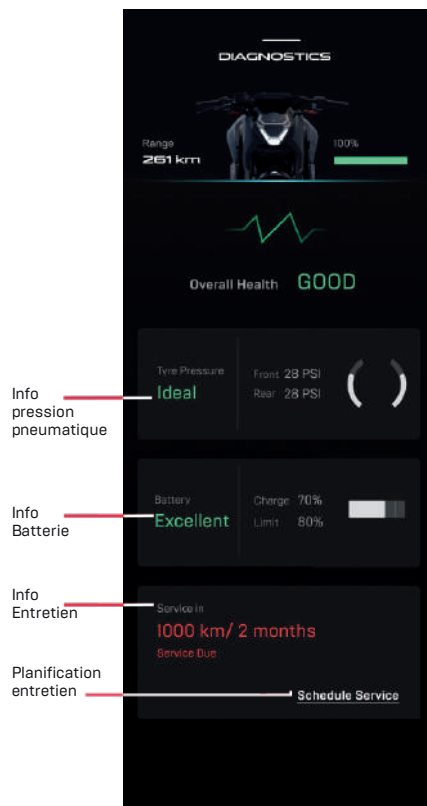 DIAGNOSTICS
Range
261 km
100%
Overall Health GOOD
Info
pression
pneumatique
Tyre Pressure
Ideal
Front 28 PSI
Rear 28 PSI
Info
Batterie
Battery
Excellent
Charge 70%
Limit 80%
Info
Entretien
Service in
1000 km/ 2 months
Service Due
Planification
entretien
Schedule Service